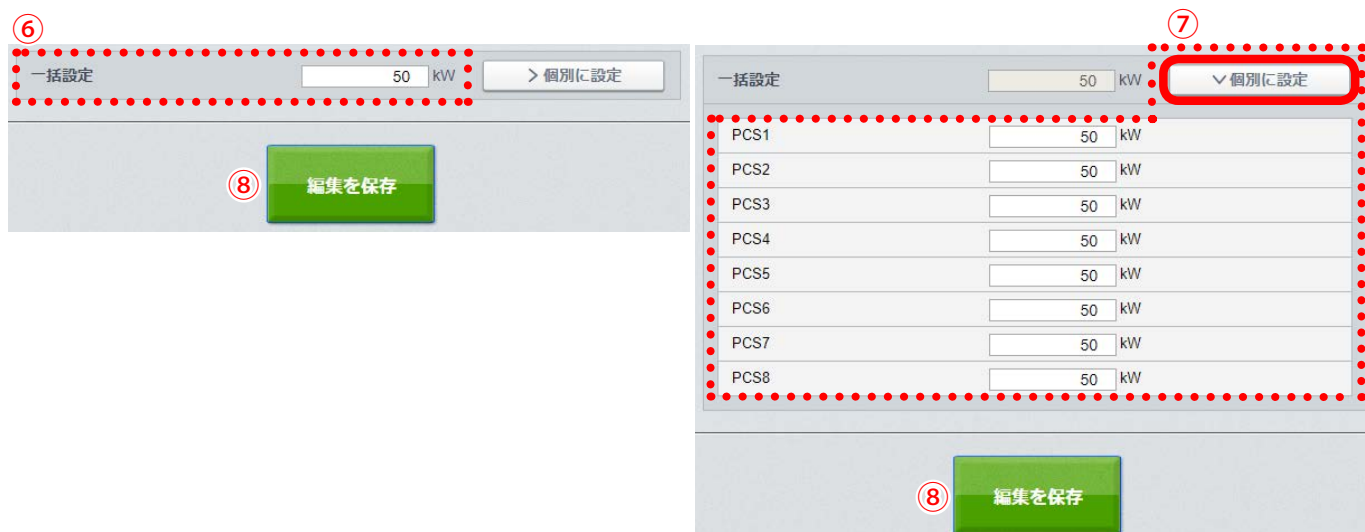 ⑥
一括設定 50 kW >個別に設定
⑧ 編集を保存
⑦
一括設定 50 kW ∨個別に設定
PCS1 50 kW
PCS2 50 kW
PCS3 50 kW
PCS4 50 kW
PCS5 50 kW
PCS6 50 kW
PCS7 50 kW
PCS8 50 kW
⑧ 編集を保存